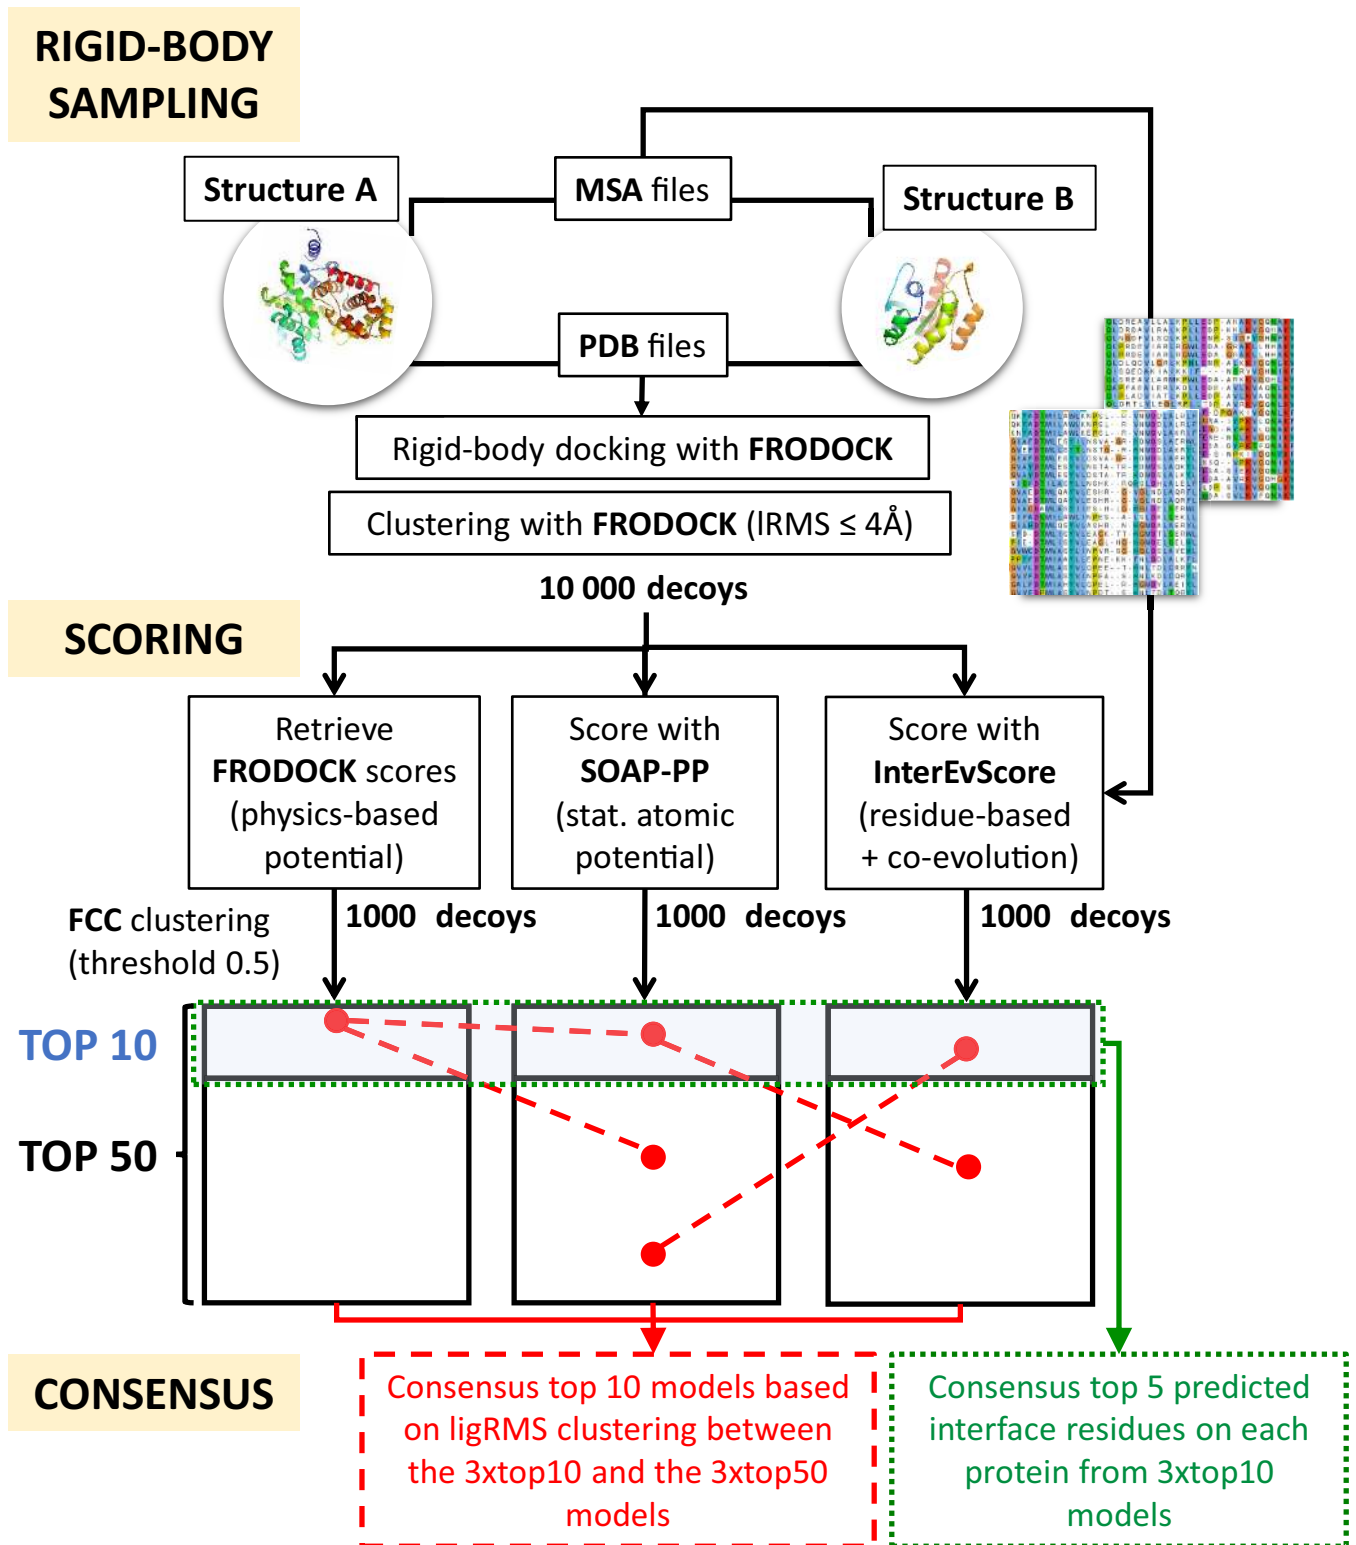 RIGID-BODY
SAMPLING
Structure A
MSA files
Structure B
PDB files
Rigid-body docking with FRODOCK
Clustering with FRODOCK (lRMS ≤ 4Å)
10 000 decoys
SCORING
Retrieve
FRODOCK scores
(physics-based
potential)
Score with
SOAP-PP
(stat. atomic
potential)
Score with
InterEvScore
(residue-based
+ co-evolution)
FCC clustering
(threshold 0.5)
1000 decoys
1000 decoys
1000 decoys
TOP 10
TOP 50
CONSENSUS
Consensus top 10 models based
on ligRMS clustering between
the 3xtop10 and the 3xtop50
models
Consensus top 5 predicted
interface residues on each
protein from 3xtop10
models